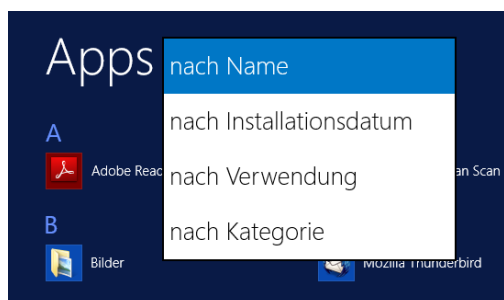 Apps
nach Name
nach Installationsdatum
nach Verwendung
nach Kategorie
A
Adobe Read
an Scan
B
Bilder
Mozilla Thunderbird